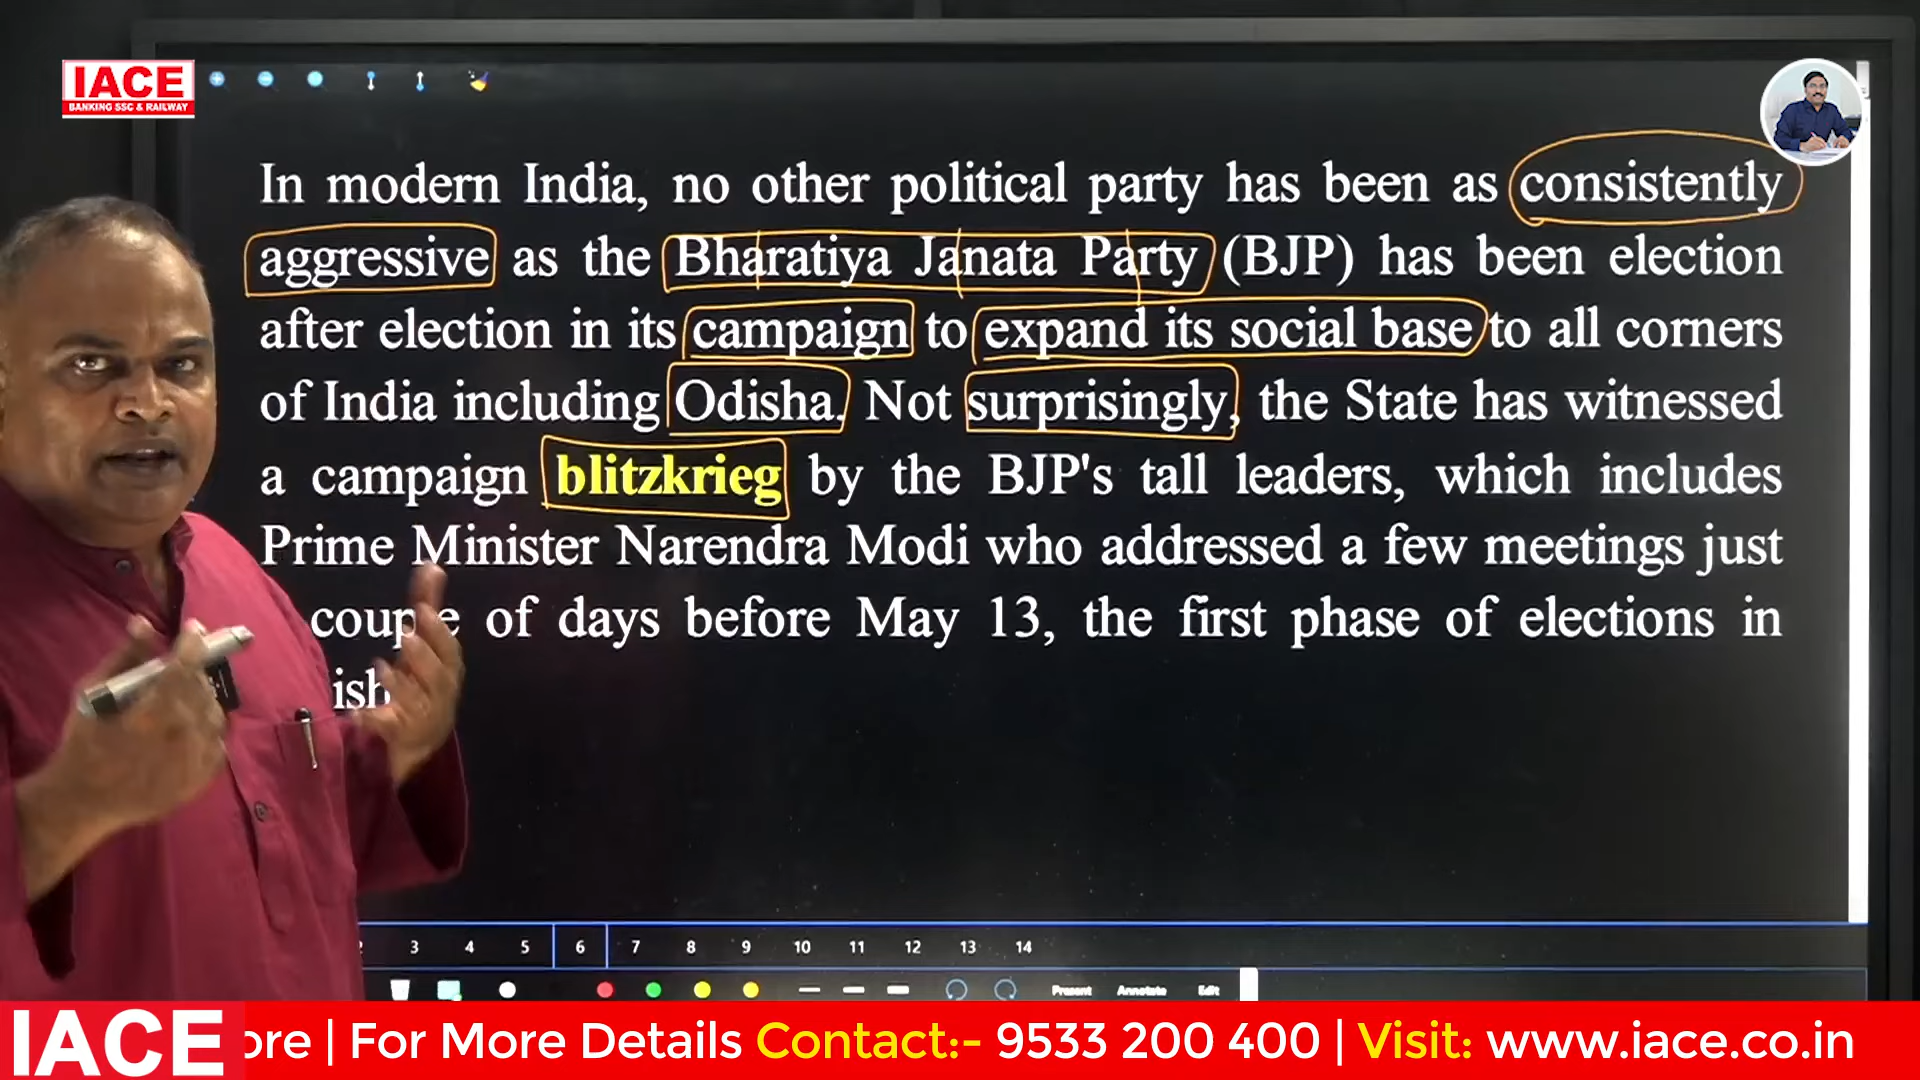 IACE
BANKING SSC & RAILWAY
In modern India, no other political party has been as consistently
aggressive as the Bharatiya Janata Party (BJP) has been election
after election in its campaign to expand its social base to all corners
of India including Odisha. Not surprisingly, the State has witnessed
a campaign blitzkrieg by the BJP's tall leaders, which includes
Prime Minister Narendra Modi who addressed a few meetings just
couple of days before May 13, the first phase of elections in
3 4 5 6 7 8 9 10 11 12 13 14
Present Annotate Edit
IACE ore | For More Details Contact:- 9533 200 400 | Visit: www.iace.co.in